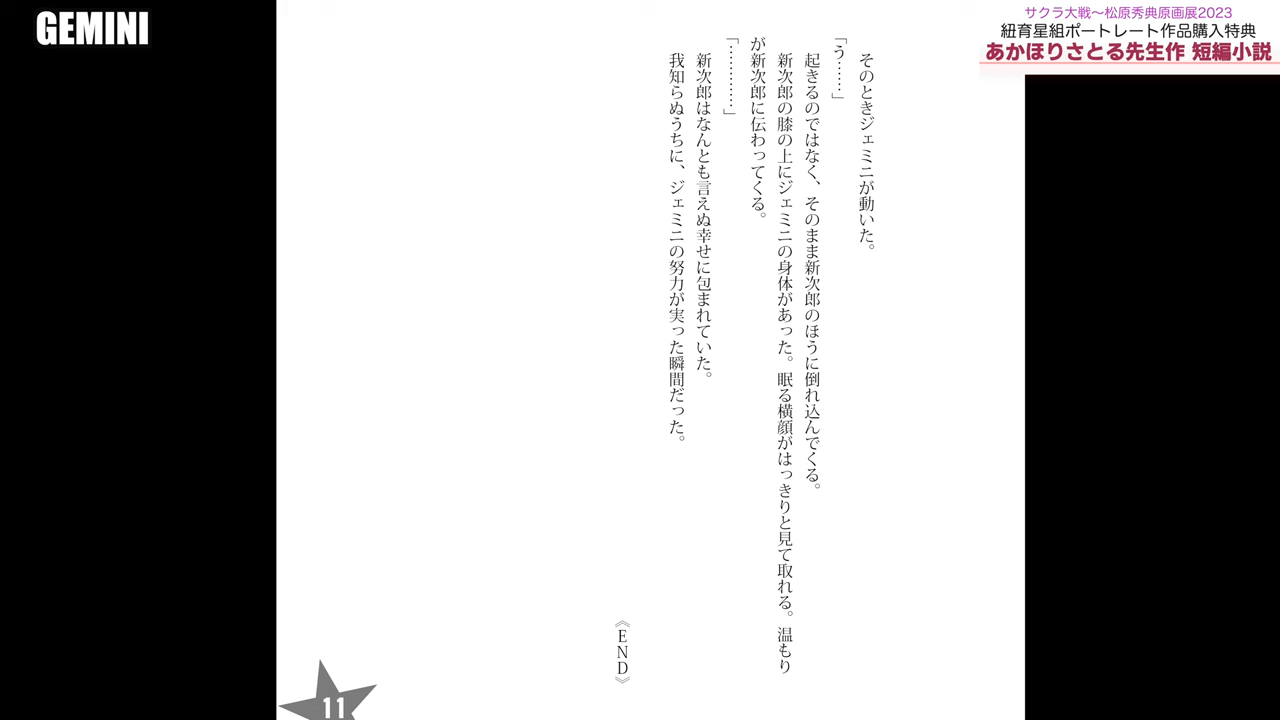 GEMINI
サクラ大戦～松原秀典原画展2023
紐育星組ポートレート作品購入特典
あかほりさとる先生作 短編小説
そのときジェミニが動いた。
「う……」
起きるのではなく、そのまま新次郎のほうに倒れ込んでくる。
新次郎の膝の上にジェミニの身体があった。眠る横顔がはっきりと見て取れる。温もり
が新次郎に伝わってくる。
「…………」
新次郎はなんとも言えぬ幸せに包まれていた。
我知らぬうちに、ジェミニの努力が実った瞬間だった。
《END》
11